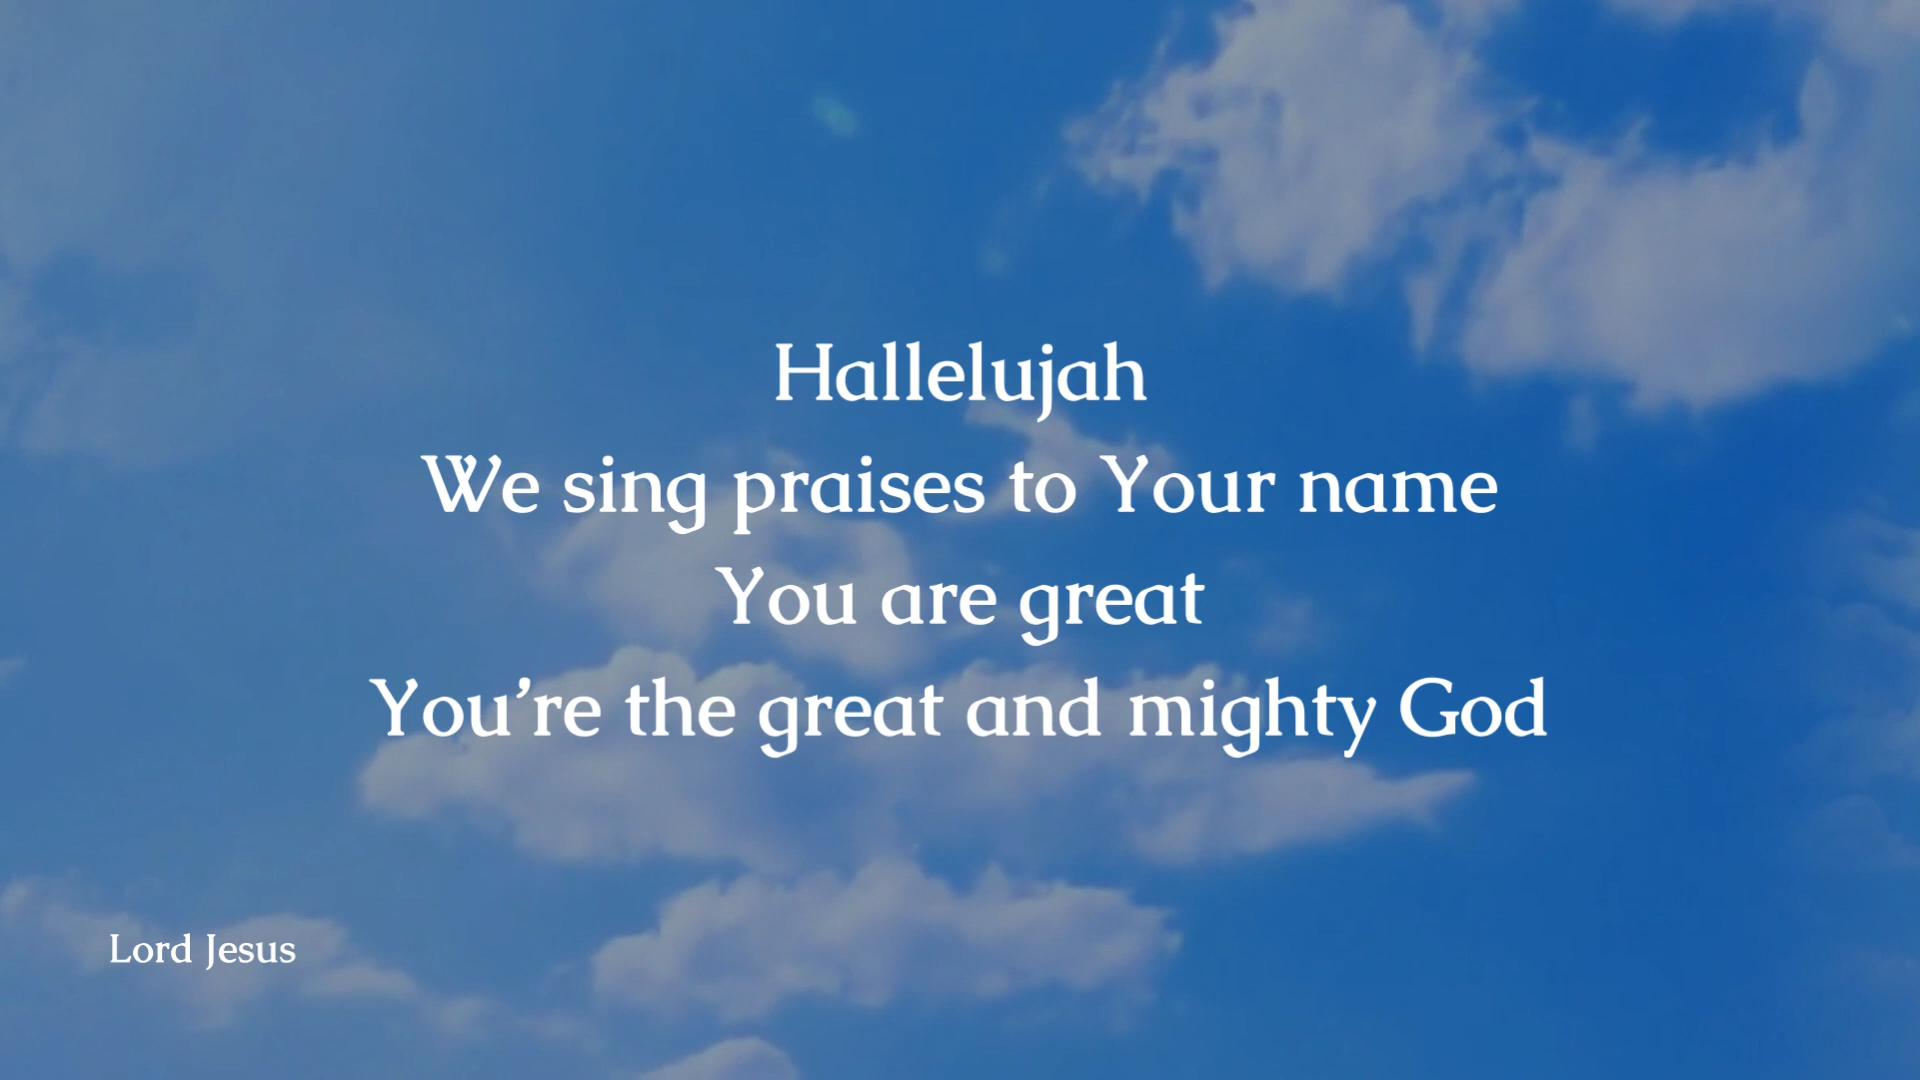 Hallelujah
We sing praises to Your name
You are great
You’re the great and mighty God
Lord Jesus